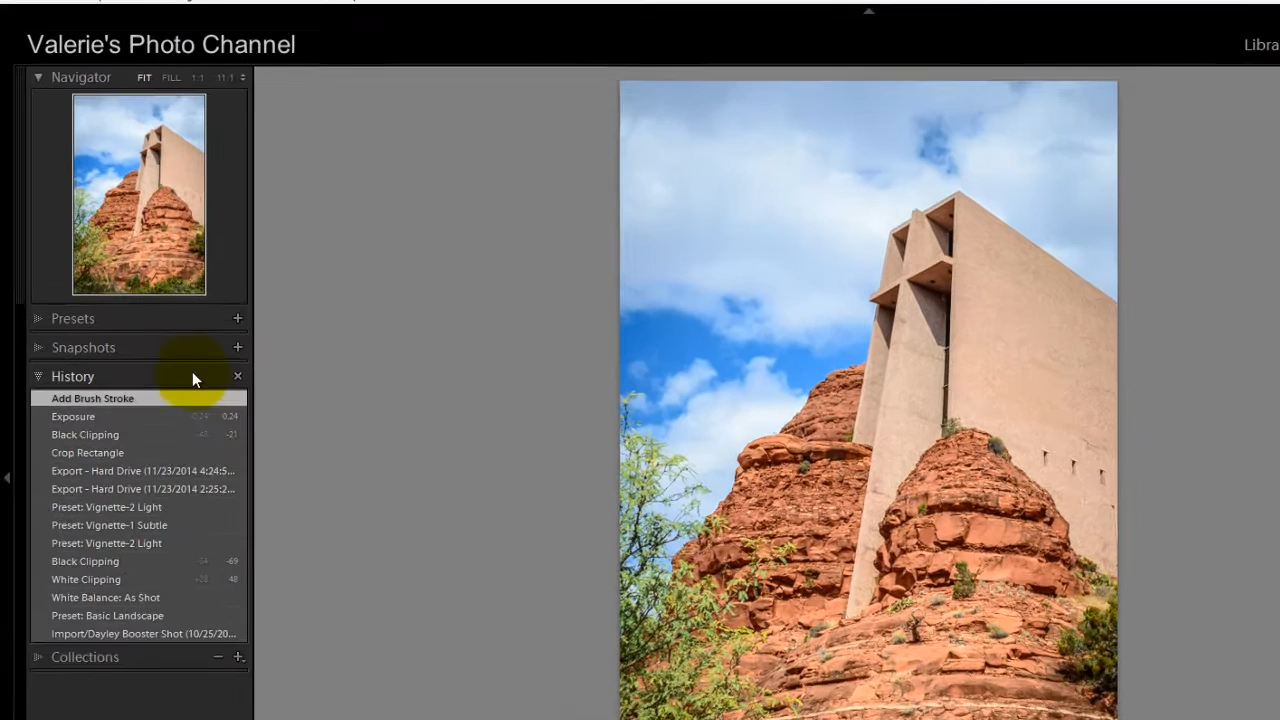 Valerie's Photo Channel
Libra
Navigator FIT FILL 1:1 11:1
Presets +
Snapshots +
History ×
Add Brush Stroke
Exposure 0.24 0.24
Black Clipping -48 -21
Crop Rectangle
Export - Hard Drive (11/23/2014 4:24:5...
Export - Hard Drive (11/23/2014 2:25:2...
Preset: Vignette-2 Light
Preset: Vignette-1 Subtle
Preset: Vignette-2 Light
Black Clipping -69
White Clipping 48
White Balance: As Shot
Preset: Basic Landscape
Import/Dayley Booster Shot (10/25/20...
Collections − +